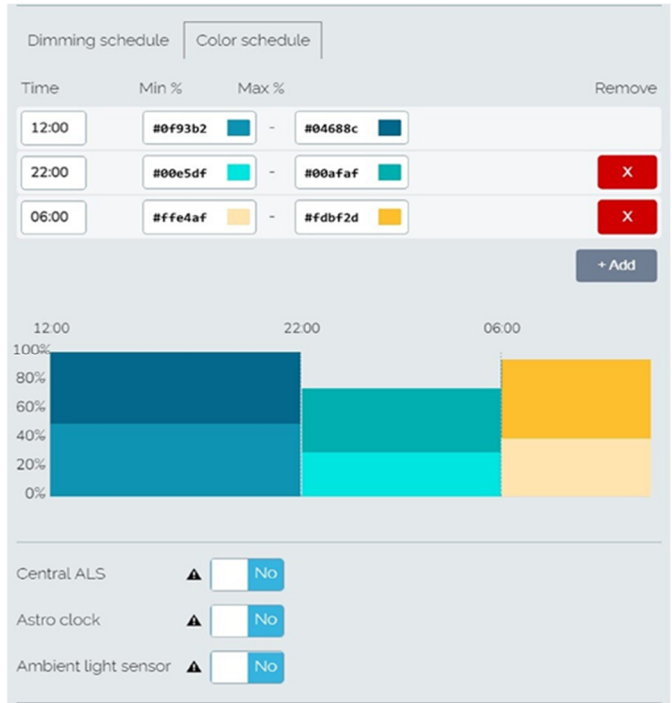 Dimming schedule Color schedule
Time Min % Max % Remove
12:00 #0f93b2 - #04688c
22:00 #00e5df - #00afaf X
06:00 #ffe4af - #fdbf2d X
+ Add
12:00 22:00 06:00
100%
80%
60%
40%
20%
0%
Central ALS No
Astro clock No
Ambient light sensor No